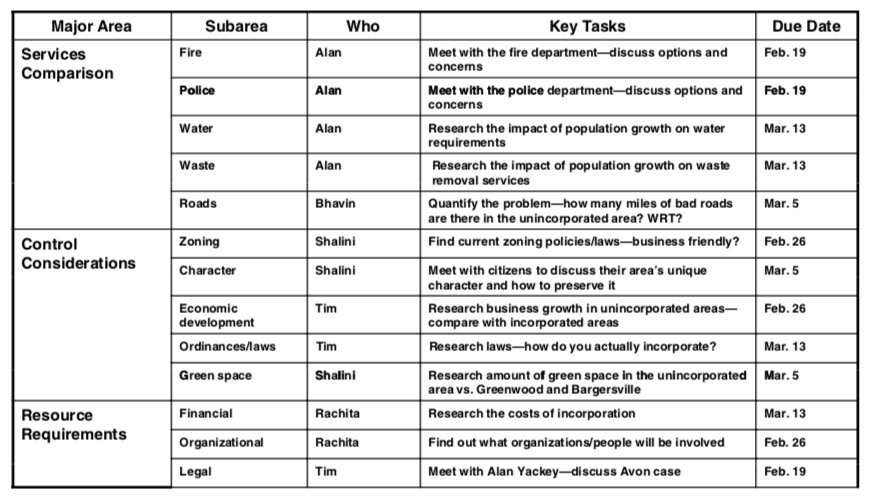 Major Area Subarea Who Key Tasks Due Date
Services Fire Alan Meet with the fire department—discuss options and Feb. 19
Comparison concerns
Police Alan Meet with the police department—discuss options and Feb. 19
concerns
Water Alan Research the impact of population growth on water Mar. 13
requirements
Waste Alan Research the impact of population growth on waste Mar. 13
removal services
Roads Bhavin Quantify the problem—how many miles of bad roads Mar. 5
are there in the unincorporated area? WRT?
Control Zoning Shalini Find current zoning policies/laws—business friendly? Feb. 26
Considerations
Character Shalini Meet with citizens to discuss their area's unique Mar. 5
character and how to preserve it
Economic Tim Research business growth in unincorporated areas— Feb. 26
development compare with incorporated areas
Ordinances/laws Tim Research laws—how do you actually incorporate? Mar. 13
Green space Shalini Research amount of green space in the unincorporated Mar. 5
area vs. Greenwood and Bargersville
Resource Financial Rachita Research the costs of incorporation Mar. 13
Requirements
Organizational Rachita Find out what organizations/people will be involved Feb. 26
Legal Tim Meet with Alan Yackey—discuss Avon case Feb. 19